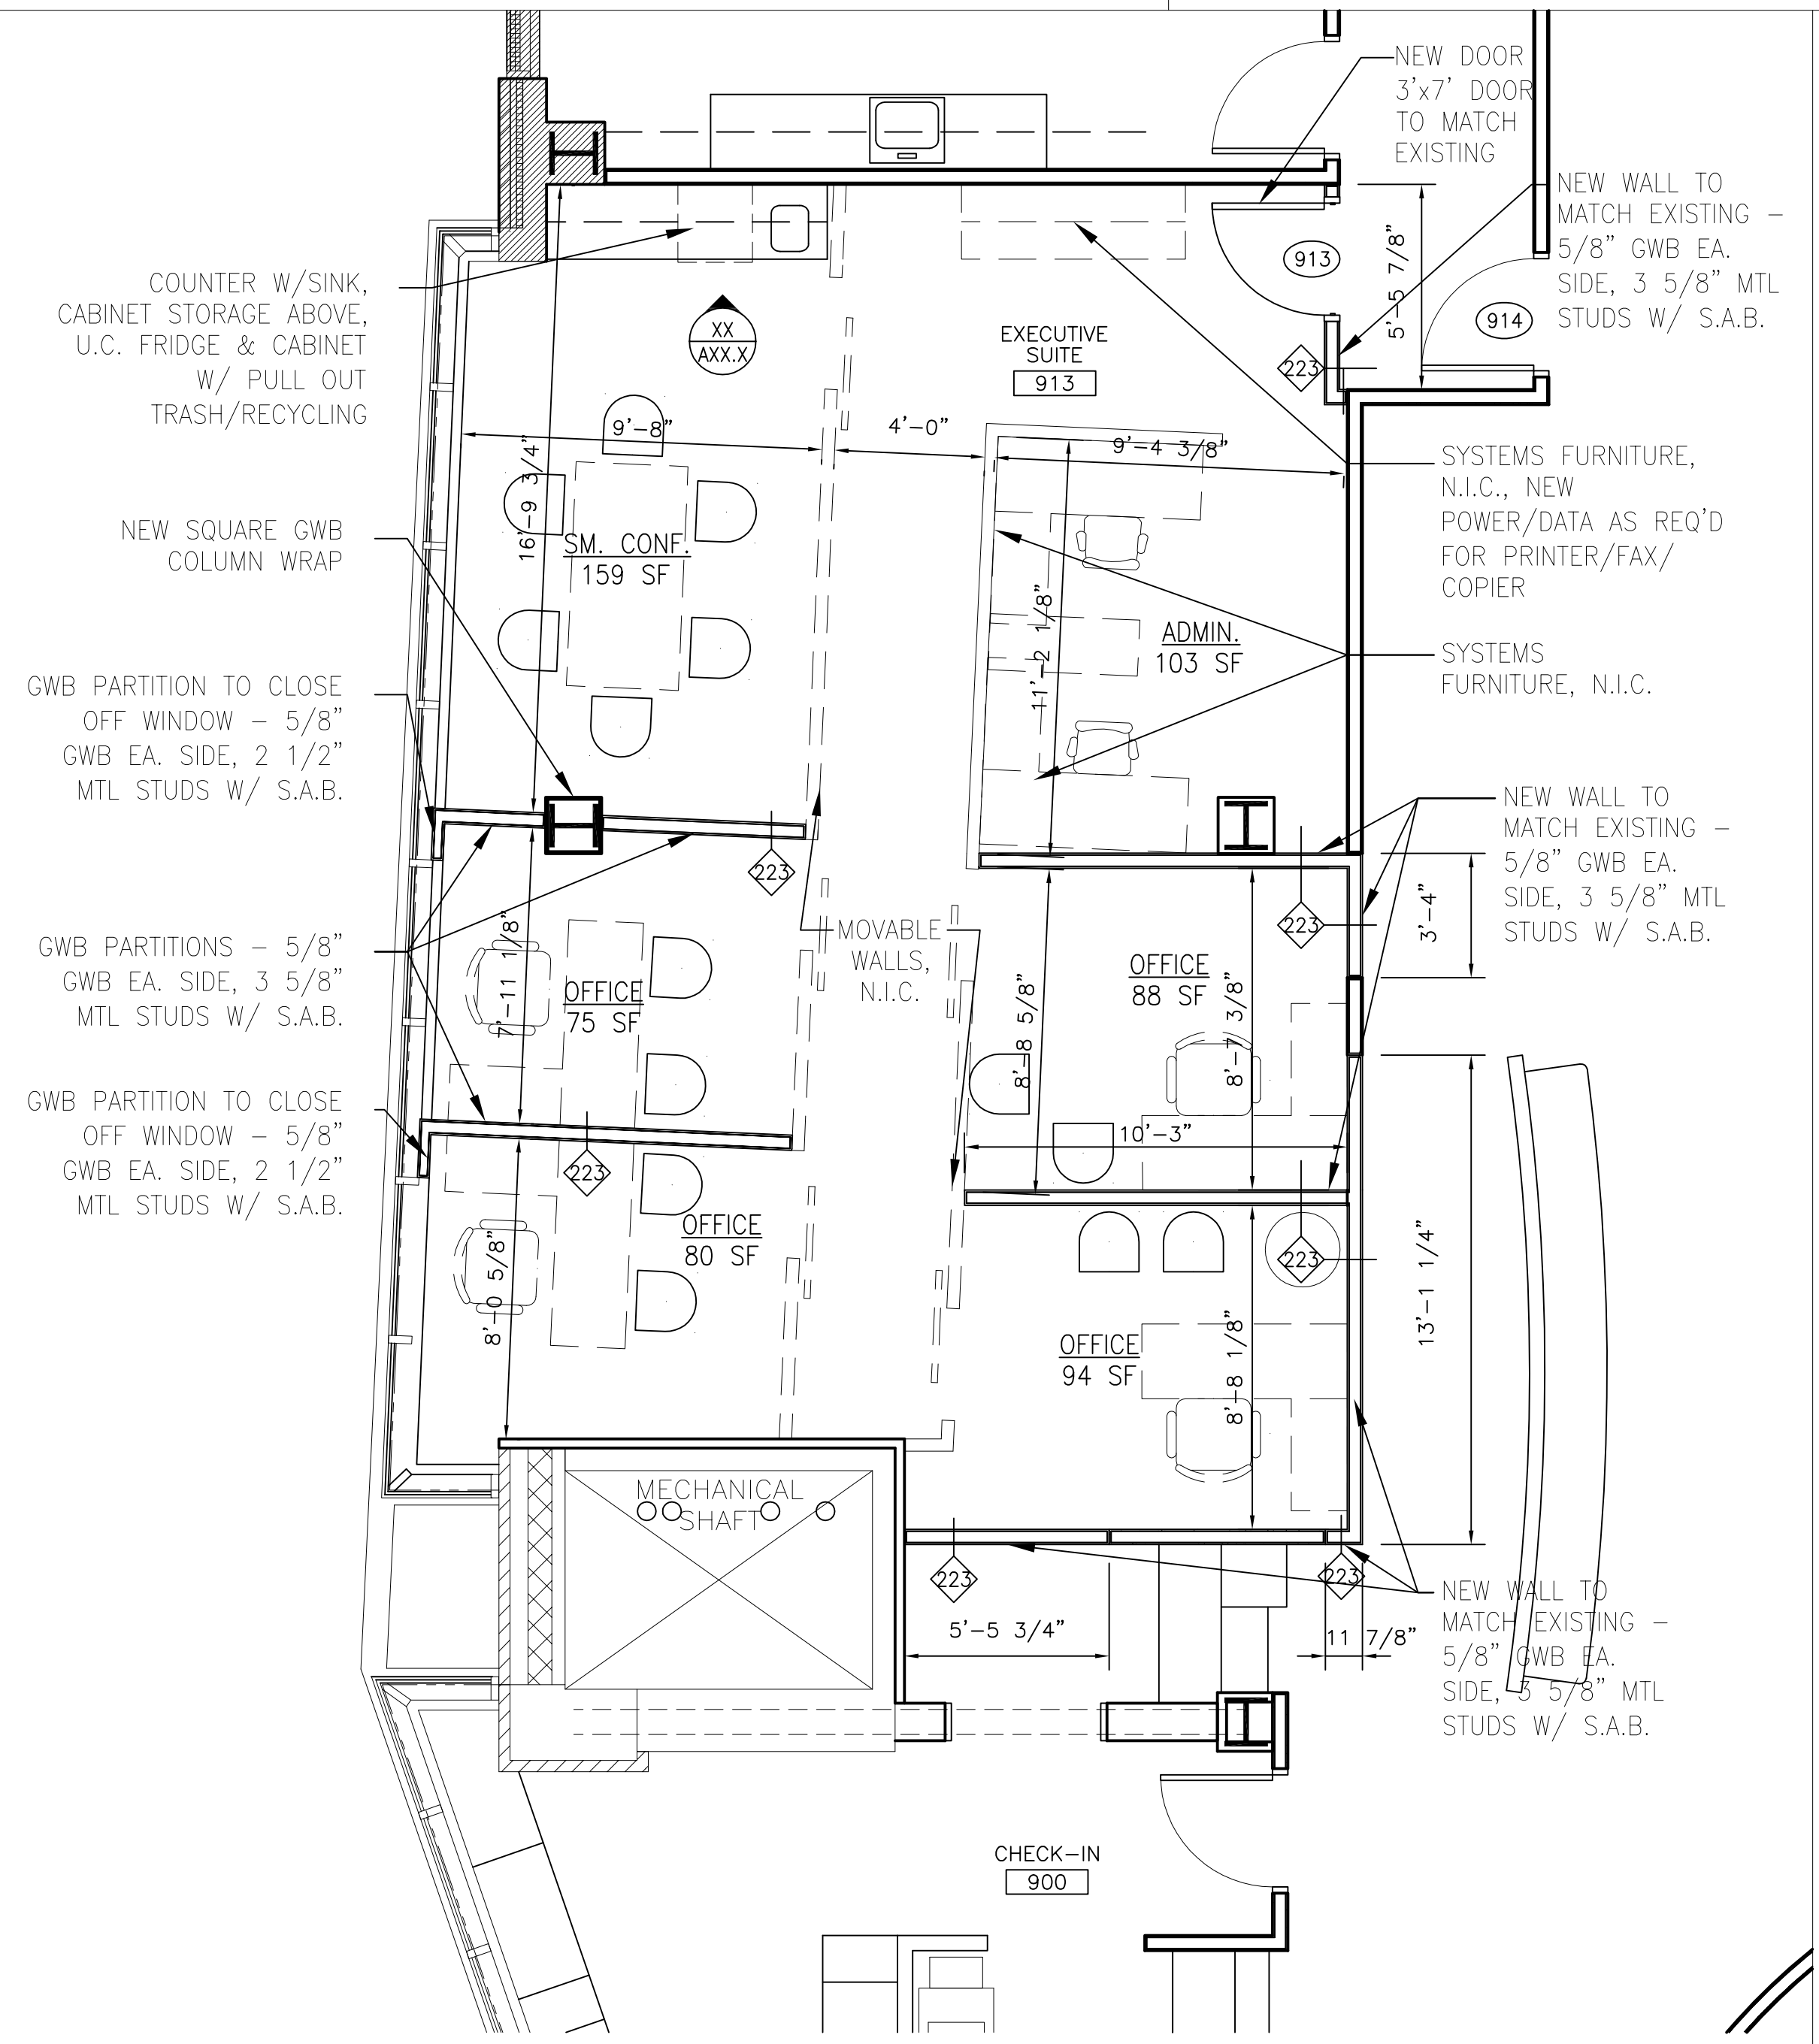 NEW DOOR
3'x7' DOOR
TO MATCH
EXISTING
NEW WALL TO
MATCH EXISTING –
5/8" GWB EA.
SIDE, 3 5/8" MTL
STUDS W/ S.A.B.
COUNTER W/SINK,
CABINET STORAGE ABOVE,
U.C. FRIDGE & CABINET
W/ PULL OUT
TRASH/RECYCLING
XX
AXX.X
EXECUTIVE
SUITE
913
913
914
5'–5 7/8"
223
9'–8"
4'–0"
9'–4 3/8"
16'–9 3/4"
SYSTEMS FURNITURE,
N.I.C., NEW
POWER/DATA AS REQ'D
FOR PRINTER/FAX/
COPIER
NEW SQUARE GWB
COLUMN WRAP
SM. CONF.
159 SF
11'–2 1/8"
ADMIN.
103 SF
SYSTEMS
FURNITURE, N.I.C.
GWB PARTITION TO CLOSE
OFF WINDOW – 5/8"
GWB EA. SIDE, 2 1/2"
MTL STUDS W/ S.A.B.
NEW WALL TO
MATCH EXISTING –
5/8" GWB EA.
SIDE, 3 5/8" MTL
STUDS W/ S.A.B.
223
223
3'–4"
GWB PARTITIONS – 5/8"
GWB EA. SIDE, 3 5/8"
MTL STUDS W/ S.A.B.
MOVABLE
WALLS,
N.I.C.
7'–11 1/8"
OFFICE
75 SF
OFFICE
88 SF
8'–8 5/8"
8'–7 3/8"
10'–3"
GWB PARTITION TO CLOSE
OFF WINDOW – 5/8"
GWB EA. SIDE, 2 1/2"
MTL STUDS W/ S.A.B.
223
OFFICE
80 SF
8'–0 5/8"
223
13'–1 1/4"
OFFICE
94 SF
8'–8 1/8"
MECHANICAL
SHAFT
223
223
5'–5 3/4"
11 7/8"
NEW WALL TO
MATCH EXISTING –
5/8" GWB EA.
SIDE, 3 5/8" MTL
STUDS W/ S.A.B.
CHECK–IN
900